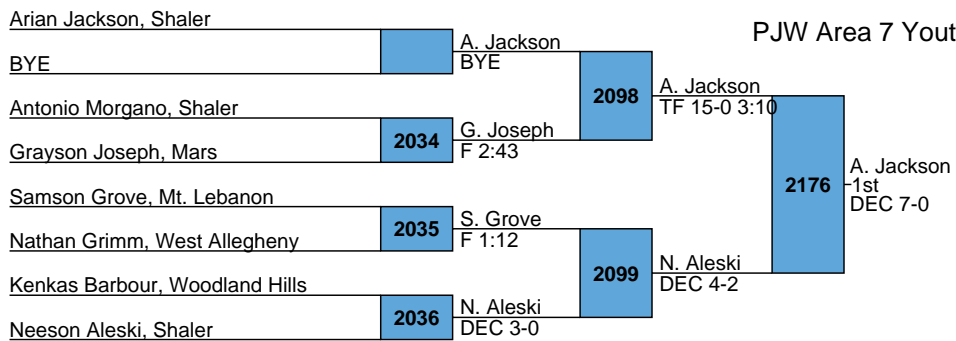 Arian Jackson, Shaler
BYE
Antonio Morgano, Shaler
Grayson Joseph, Mars
Samson Grove, Mt. Lebanon
Nathan Grimm, West Allegheny
Kenkas Barbour, Woodland Hills
Neeson Aleski, Shaler
2034
2035
2036
A. Jackson
BYE
G. Joseph
F 2:43
S. Grove
F 1:12
N. Aleski
DEC 3-0
2098
2099
A. Jackson
TF 15-0 3:10
N. Aleski
DEC 4-2
PJW Area 7 Yout
2176
A. Jackson
1st
DEC 7-0